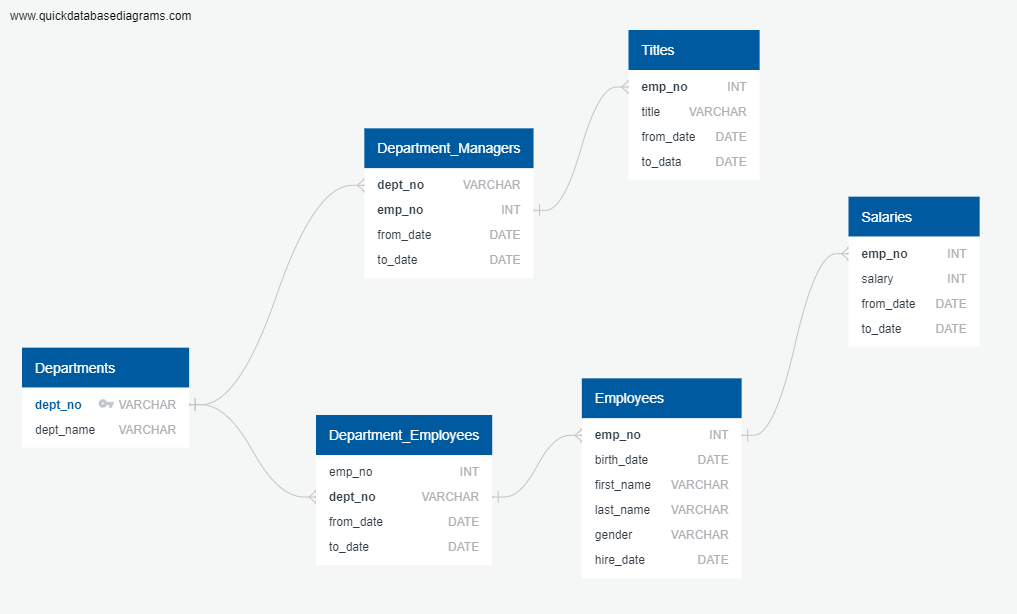 www.quickdatabasediagrams.com
Titles
emp_no INT
title VARCHAR
from_date DATE
to_data DATE
Department_Managers
dept_no VARCHAR
emp_no INT
from_date DATE
to_date DATE
Salaries
emp_no INT
salary INT
from_date DATE
to_date DATE
Departments
dept_no VARCHAR
dept_name VARCHAR
Department_Employees
emp_no INT
dept_no VARCHAR
from_date DATE
to_date DATE
Employees
emp_no INT
birth_date DATE
first_name VARCHAR
last_name VARCHAR
gender VARCHAR
hire_date DATE